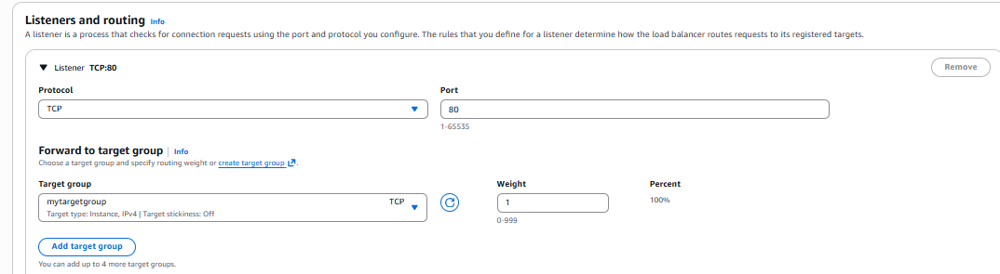 Listeners and routing Info
A listener is a process that checks for connection requests using the port and protocol you configure. The rules that you define for a listener determine how the load balancer routes requests to its registered targets.
Listener TCP:80 Remove
Protocol Port
TCP 80
1-65535
Forward to target group | Info
Choose a target group and specify routing weight or create target group .
Target group Weight Percent
mytargetgroup TCP 1 100%
Target type: Instance, IPv4 | Target stickiness: Off
0-999
Add target group
You can add up to 4 more target groups.